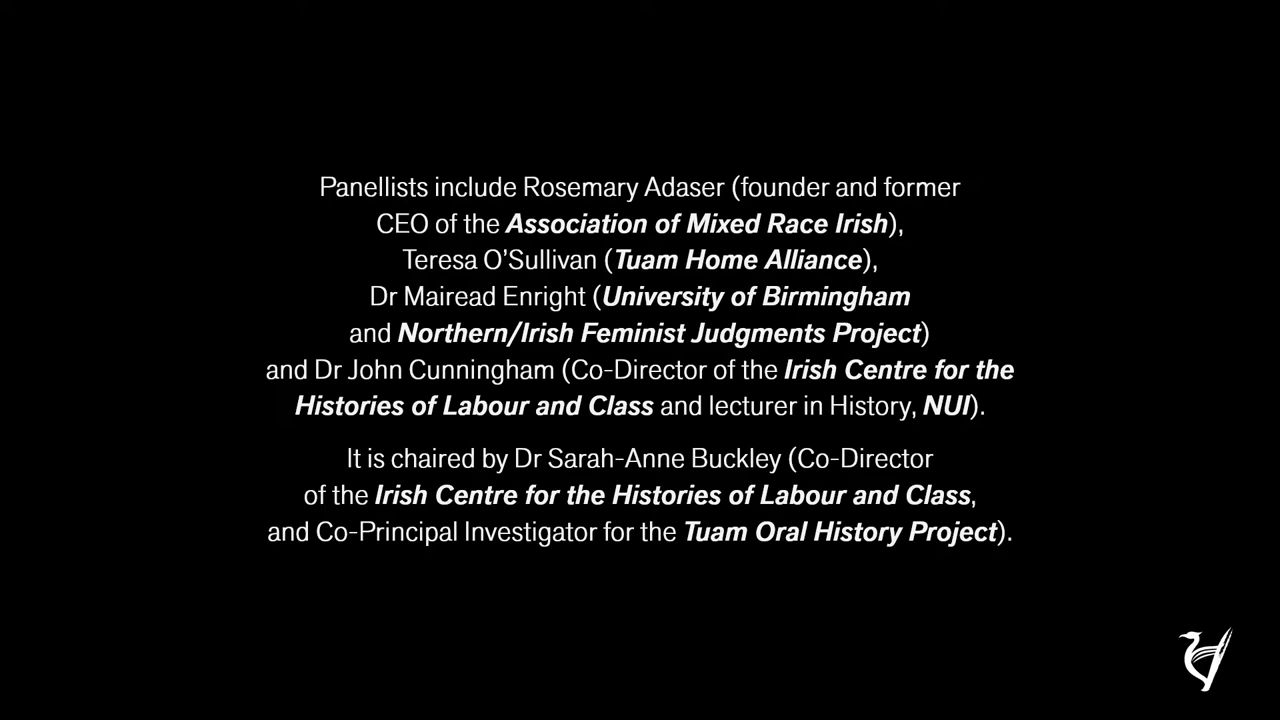 Panellists include Rosemary Adaser (founder and former
CEO of the Association of Mixed Race Irish),
Teresa O'Sullivan (Tuam Home Alliance),
Dr Mairead Enright (University of Birmingham
and Northern/Irish Feminist Judgments Project)
and Dr John Cunningham (Co-Director of the Irish Centre for the
Histories of Labour and Class and lecturer in History, NUI).
It is chaired by Dr Sarah-Anne Buckley (Co-Director
of the Irish Centre for the Histories of Labour and Class,
and Co-Principal Investigator for the Tuam Oral History Project).